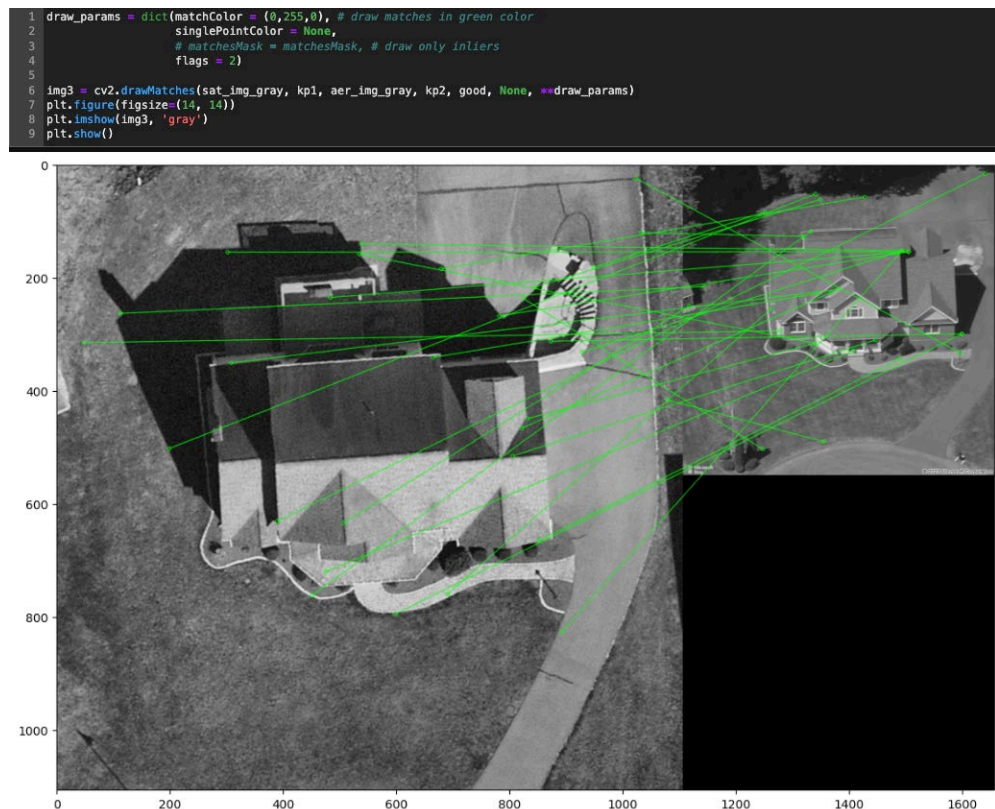 1 draw_params = dict(matchColor = (0,255,0), # draw matches in green color
2 singlePointColor = None,
3 # matchesMask = matchesMask, # draw only inliers
4 flags = 2)
5
6 img3 = cv2.drawMatches(sat_img_gray, kp1, aer_img_gray, kp2, good, None, **draw_params)
7 plt.figure(figsize=(14, 14))
8 plt.imshow(img3, 'gray')
9 plt.show()
0
200
400
600
800
1000
0 200 400 600 800 1000 1200 1400 1600